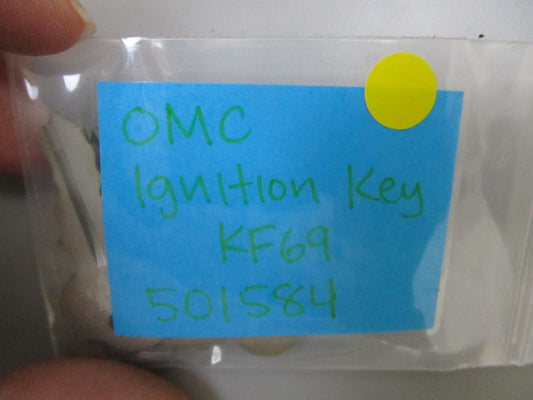 OMC
Ignition Key
KF69
501584